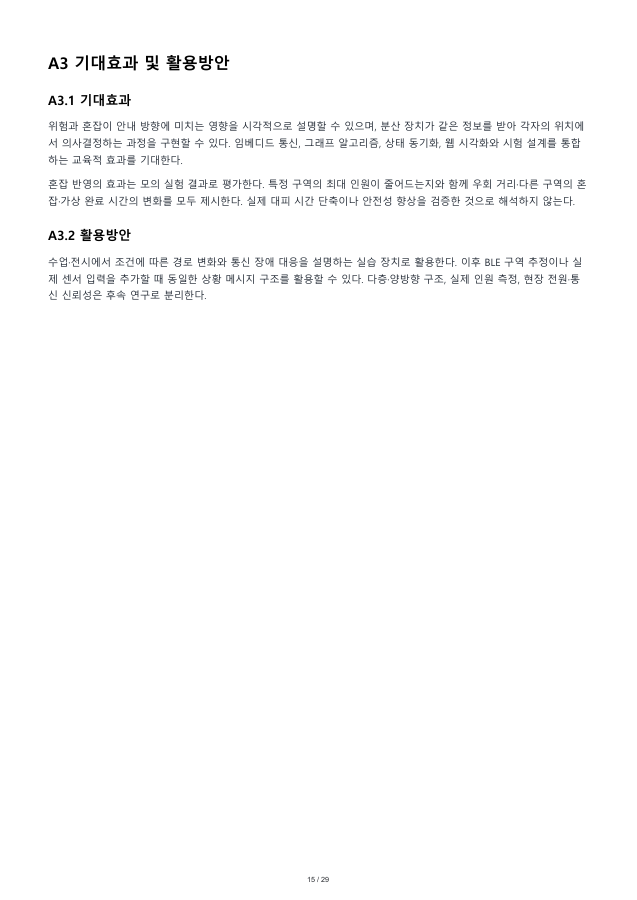 A3 기대효과 및 활용방안
A3.1 기대효과
위험과 혼잡이 안내 방향에 미치는 영향을 시각적으로 설명할 수 있으며, 분산 장치가 같은 정보를 받아 각자의 위치에
서 의사결정하는 과정을 구현할 수 있다. 임베디드 통신, 그래프 알고리즘, 상태 동기화, 웹 시각화와 시험 설계를 통합
하는 교육적 효과를 기대한다.
혼잡 반영의 효과는 모의 실험 결과로 평가한다. 특정 구역의 최대 인원이 줄어드는지와 함께 우회 거리·다른 구역의 혼
잡·가상 완료 시간의 변화를 모두 제시한다. 실제 대피 시간 단축이나 안전성 향상을 검증한 것으로 해석하지 않는다.
A3.2 활용방안
수업·전시에서 조건에 따른 경로 변화와 통신 장애 대응을 설명하는 실습 장치로 활용한다. 이후 BLE 구역 추정이나 실
제 센서 입력을 추가할 때 동일한 상황 메시지 구조를 활용할 수 있다. 다층·양방향 구조, 실제 인원 측정, 현장 전원·통
신 신뢰성은 후속 연구로 분리한다.
15 / 29